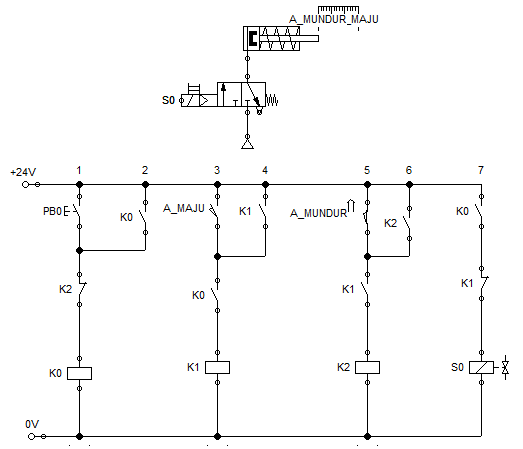 A_MUNDUR_MAJU
S0
+24V
1 2 3 4 5 6 7
PB0 K0 A_MAJU K1 A_MUNDUR K2 K0
K2 K0 K1 K1
K0 K1 K2 S0
0V